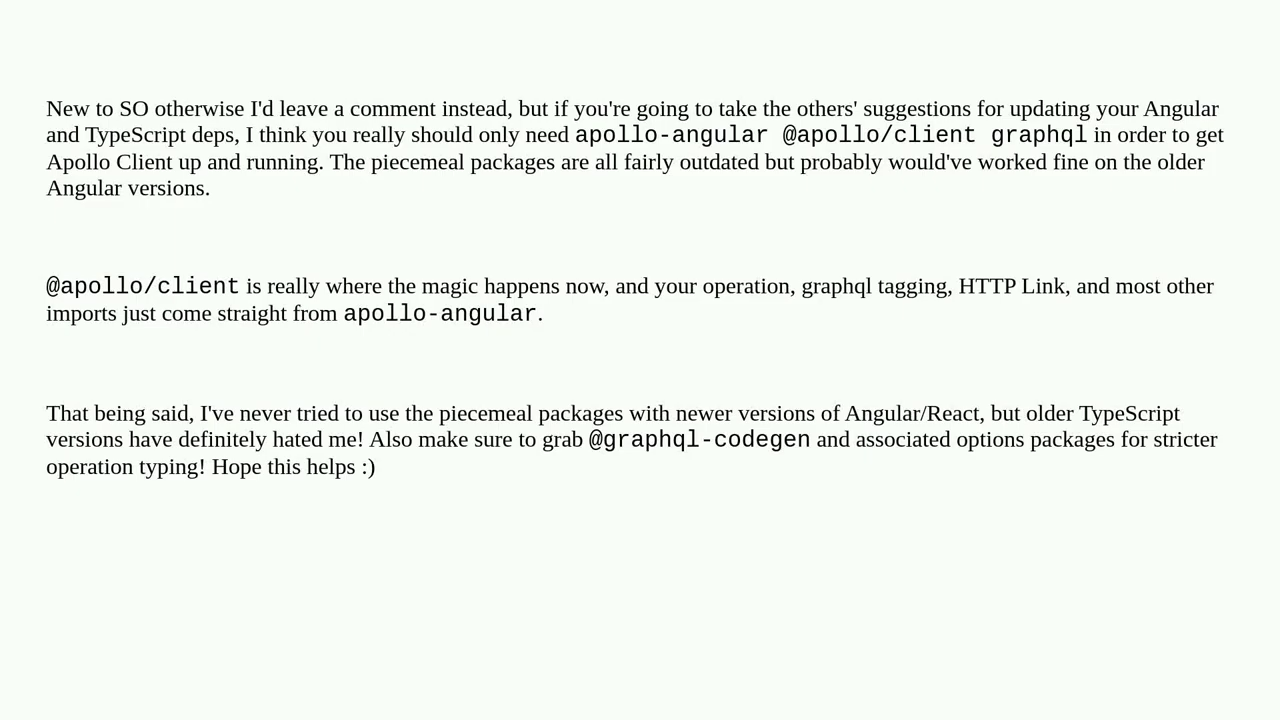 New to SO otherwise I'd leave a comment instead, but if you're going to take the others' suggestions for updating your Angular
and TypeScript deps, I think you really should only need apollo-angular @apollo/client graphql in order to get
Apollo Client up and running. The piecemeal packages are all fairly outdated but probably would've worked fine on the older
Angular versions.
@apollo/client is really where the magic happens now, and your operation, graphql tagging, HTTP Link, and most other
imports just come straight from apollo-angular.
That being said, I've never tried to use the piecemeal packages with newer versions of Angular/React, but older TypeScript
versions have definitely hated me! Also make sure to grab @graphql-codegen and associated options packages for stricter
operation typing! Hope this helps :)